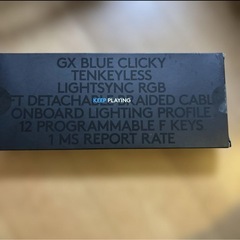 GX BLUE CLICKY
TENKEYLESS
LIGHTSYNC RGB
FT DETACHA AIDED CABL
KEEP PLAYING
ONBOARD LIGHTING PROFILE
12 PROGRAMMABLE F KEYS
1 MS REPORT RATE